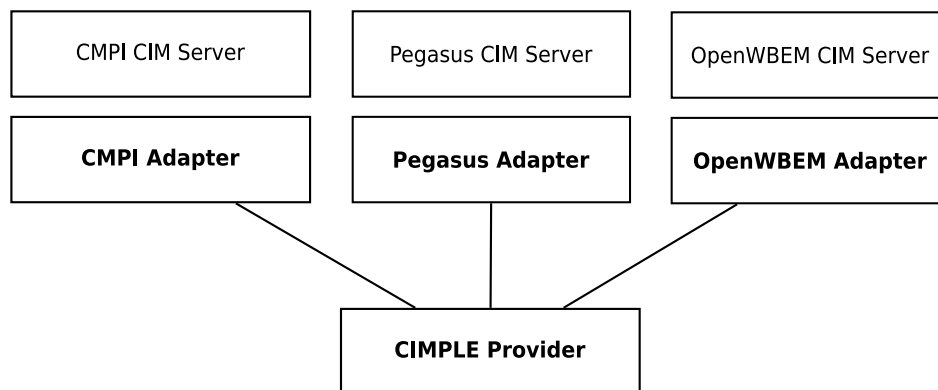 CMPI CIM Server
Pegasus CIM Server
OpenWBEM CIM Server
CMPI Adapter
Pegasus Adapter
OpenWBEM Adapter
CIMPLE Provider